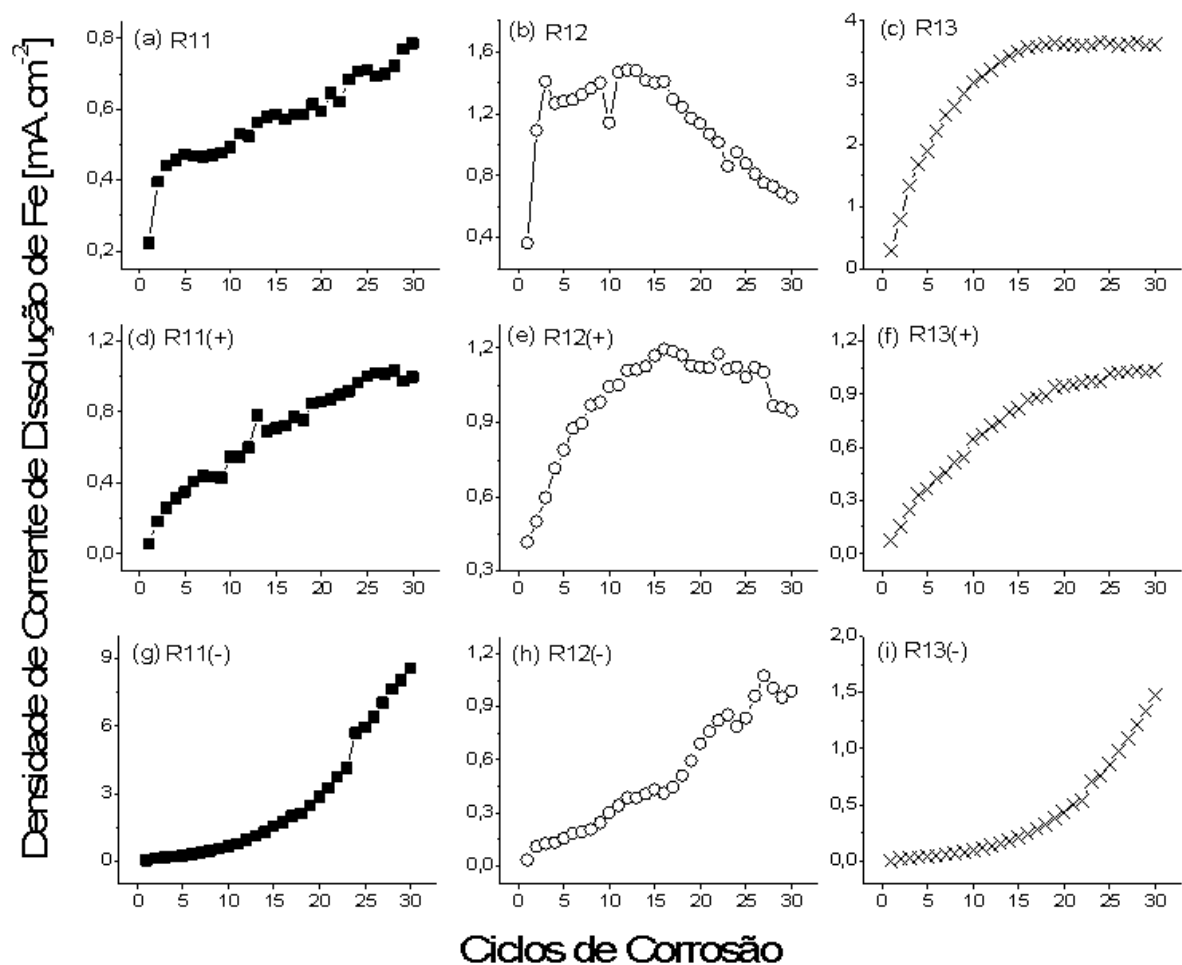 Densidade de Corrente de Dissolução de Fe [mA.cm⁻²]
(a) R11
0,8
0,6
0,4
0,2
0 5 10 15 20 25 30
(b) R12
1,6
1,2
0,8
0,4
0 5 10 15 20 25 30
(c) R13
4
3
2
1
0
0 5 10 15 20 25 30
(d) R11(+)
1,2
0,8
0,4
0,0
0 5 10 15 20 25 30
(e) R12(+)
1,2
0,9
0,6
0,3
0 5 10 15 20 25 30
(f) R13(+)
1,2
0,9
0,6
0,3
0,0
0 5 10 15 20 25 30
(g) R11(-)
9
6
3
0
0 5 10 15 20 25 30
(h) R12(-)
1,2
0,9
0,6
0,3
0,0
0 5 10 15 20 25 30
(i) R13(-)
2,0
1,5
1,0
0,5
0,0
0 5 10 15 20 25 30
Ciclos de Corrosão